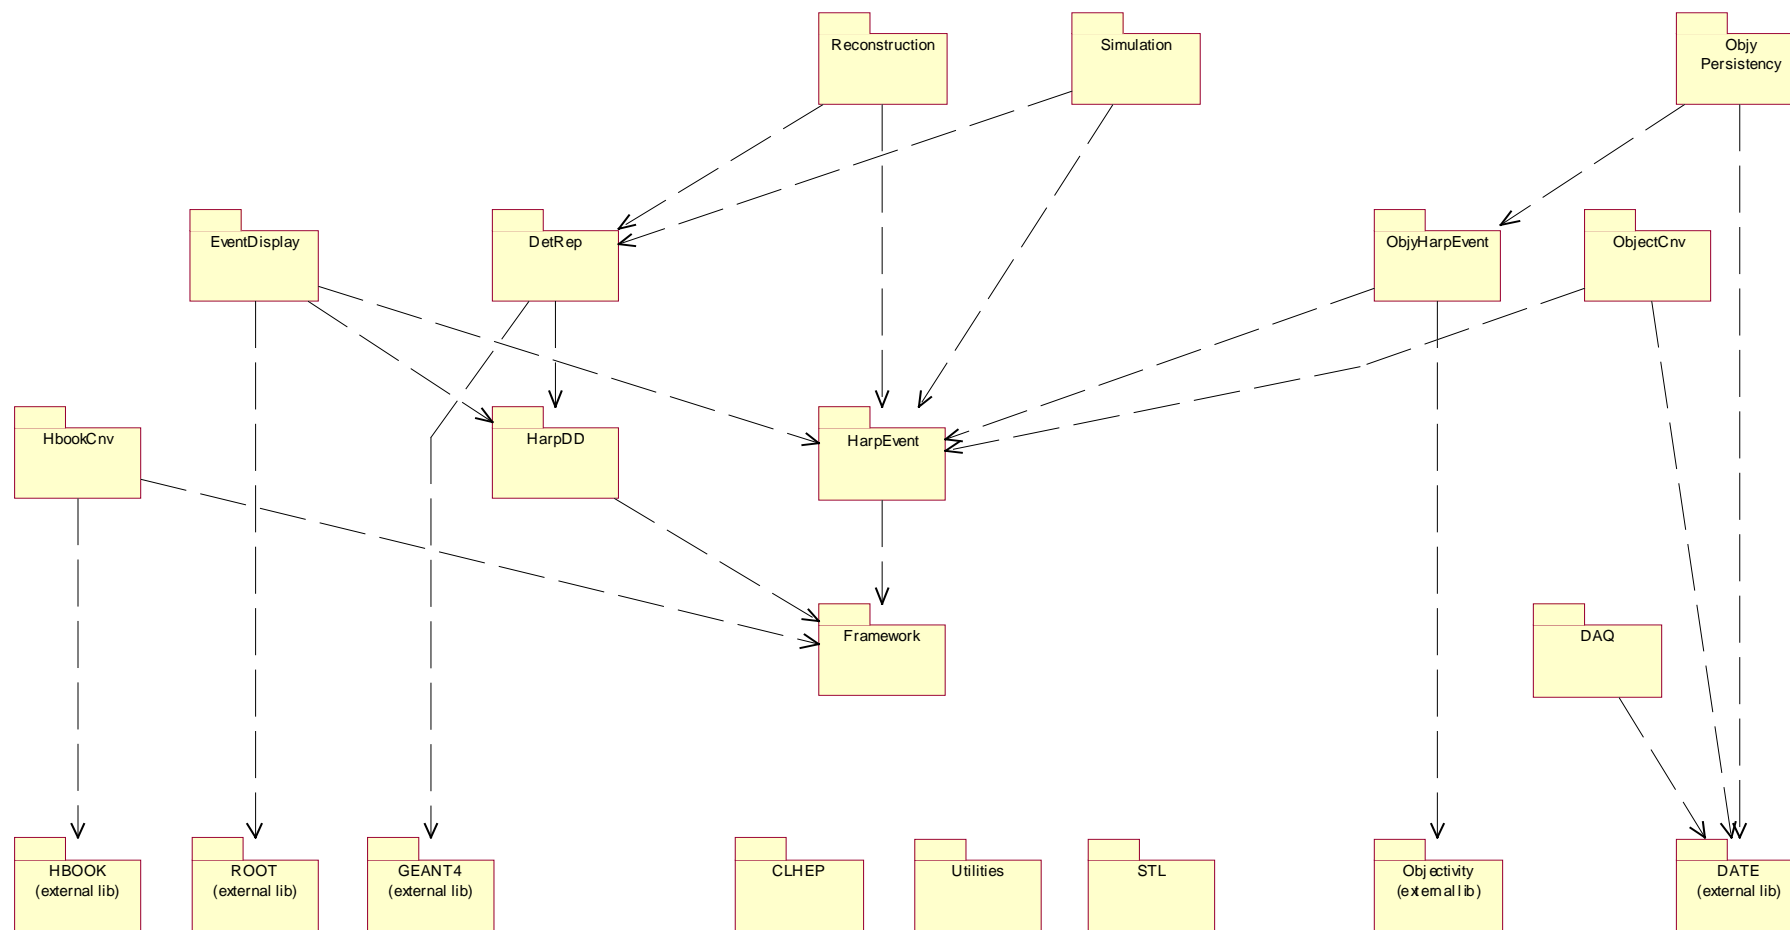 Reconstruction
Simulation
Objy
Persistency
EventDisplay
DetRep
ObjyHarpEvent
ObjectCnv
HbookCnv
HarpDD
HarpEvent
Framework
DAQ
HBOOK
(external lib)
ROOT
(external lib)
GEANT4
(external lib)
CLHEP
Utilities
STL
Objectivity
(external lib)
DATE
(external lib)